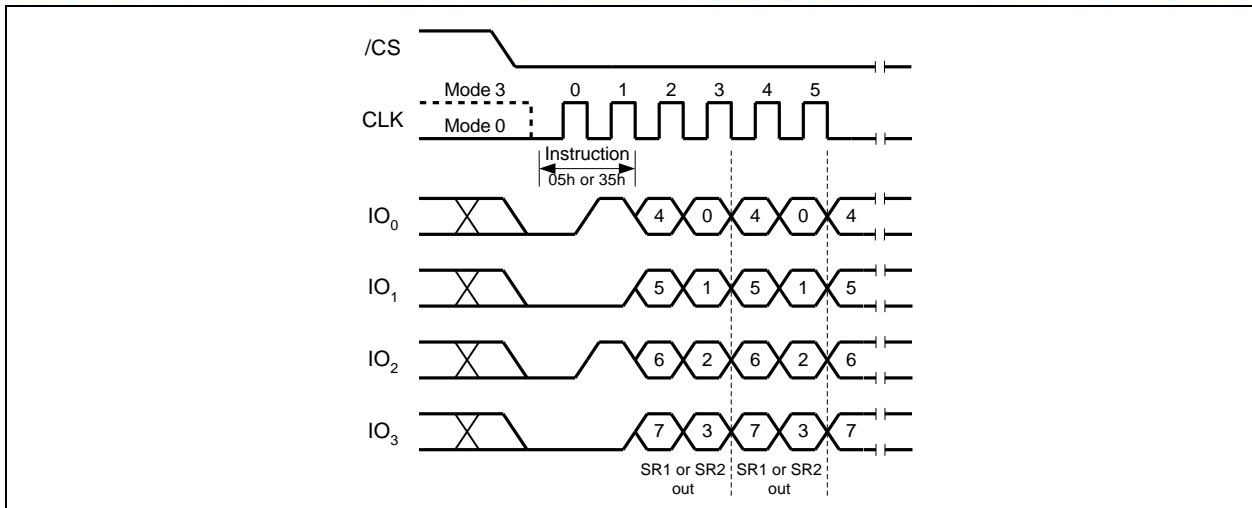 /CS
Mode 3 0 1 2 3 4 5
CLK
Mode 0
Instruction
05h or 35h
IO0 4 0 4 0 4
IO1 5 1 5 1 5
IO2 6 2 6 2 6
IO3 7 3 7 3 7
SR1 or SR2 SR1 or SR2
out out